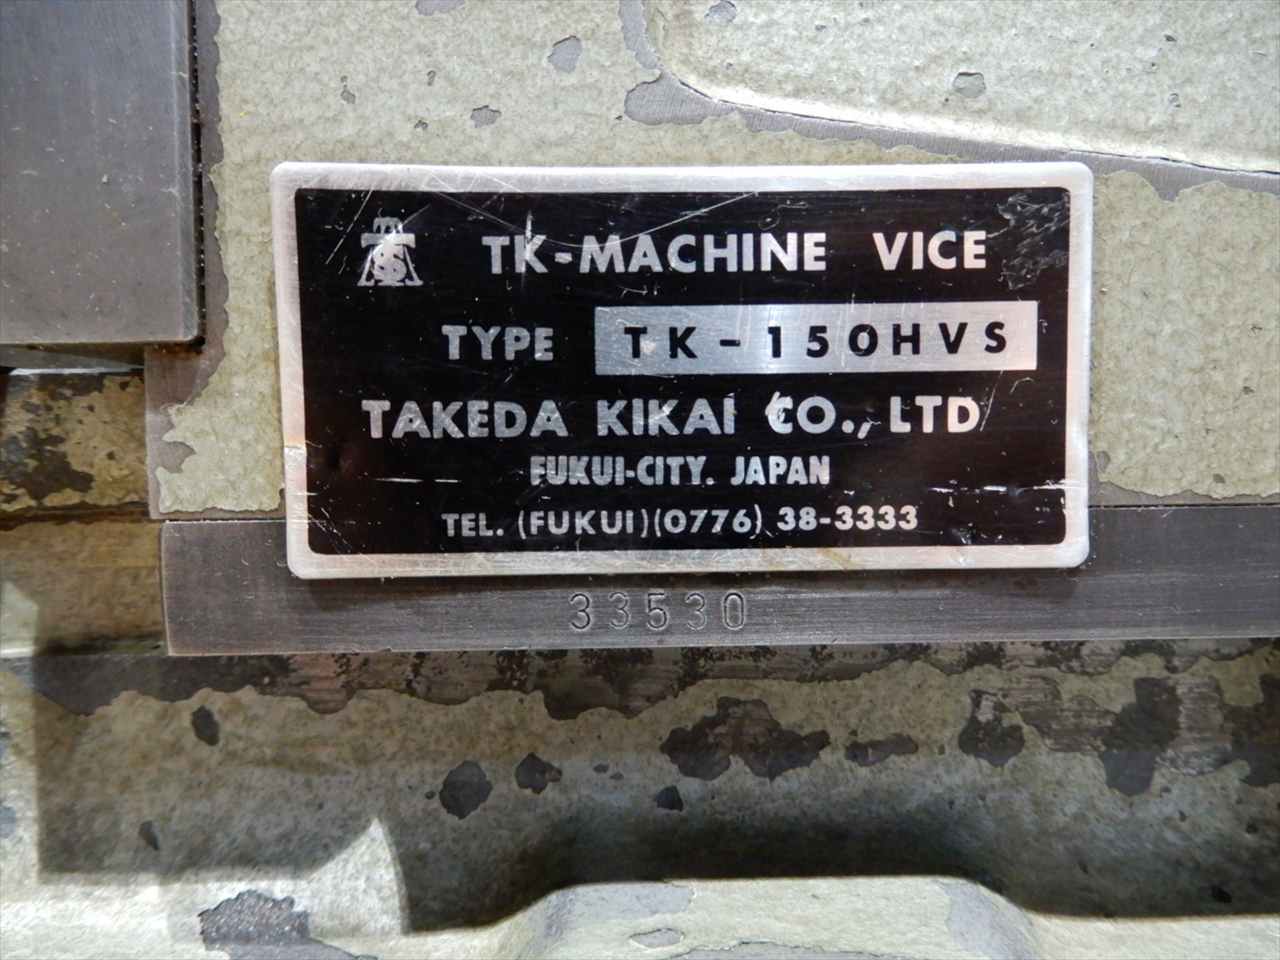 TK-MACHINE VICE
TYPE TK-150HVS
TAKEDA KIKAI CO., LTD
FUKUI-CITY. JAPAN
TEL. (FUKUI)(0776) 38-3333
33530